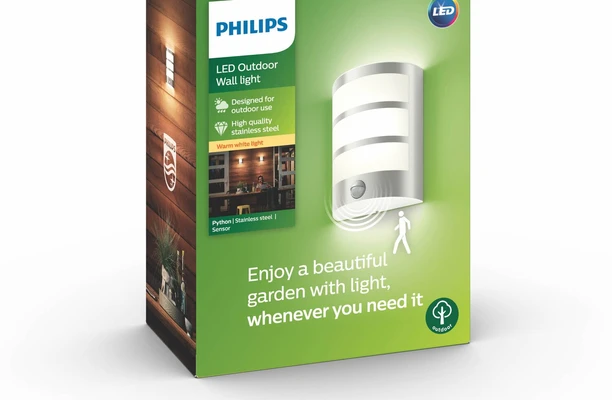 PHILIPS
LED
LED Outdoor
Wall light
Designed for
outdoor use
High quality
stainless steel
Warm white light
Python | Stainless steel |
Sensor
Enjoy a beautiful
garden with light,
whenever you need it
outdoor